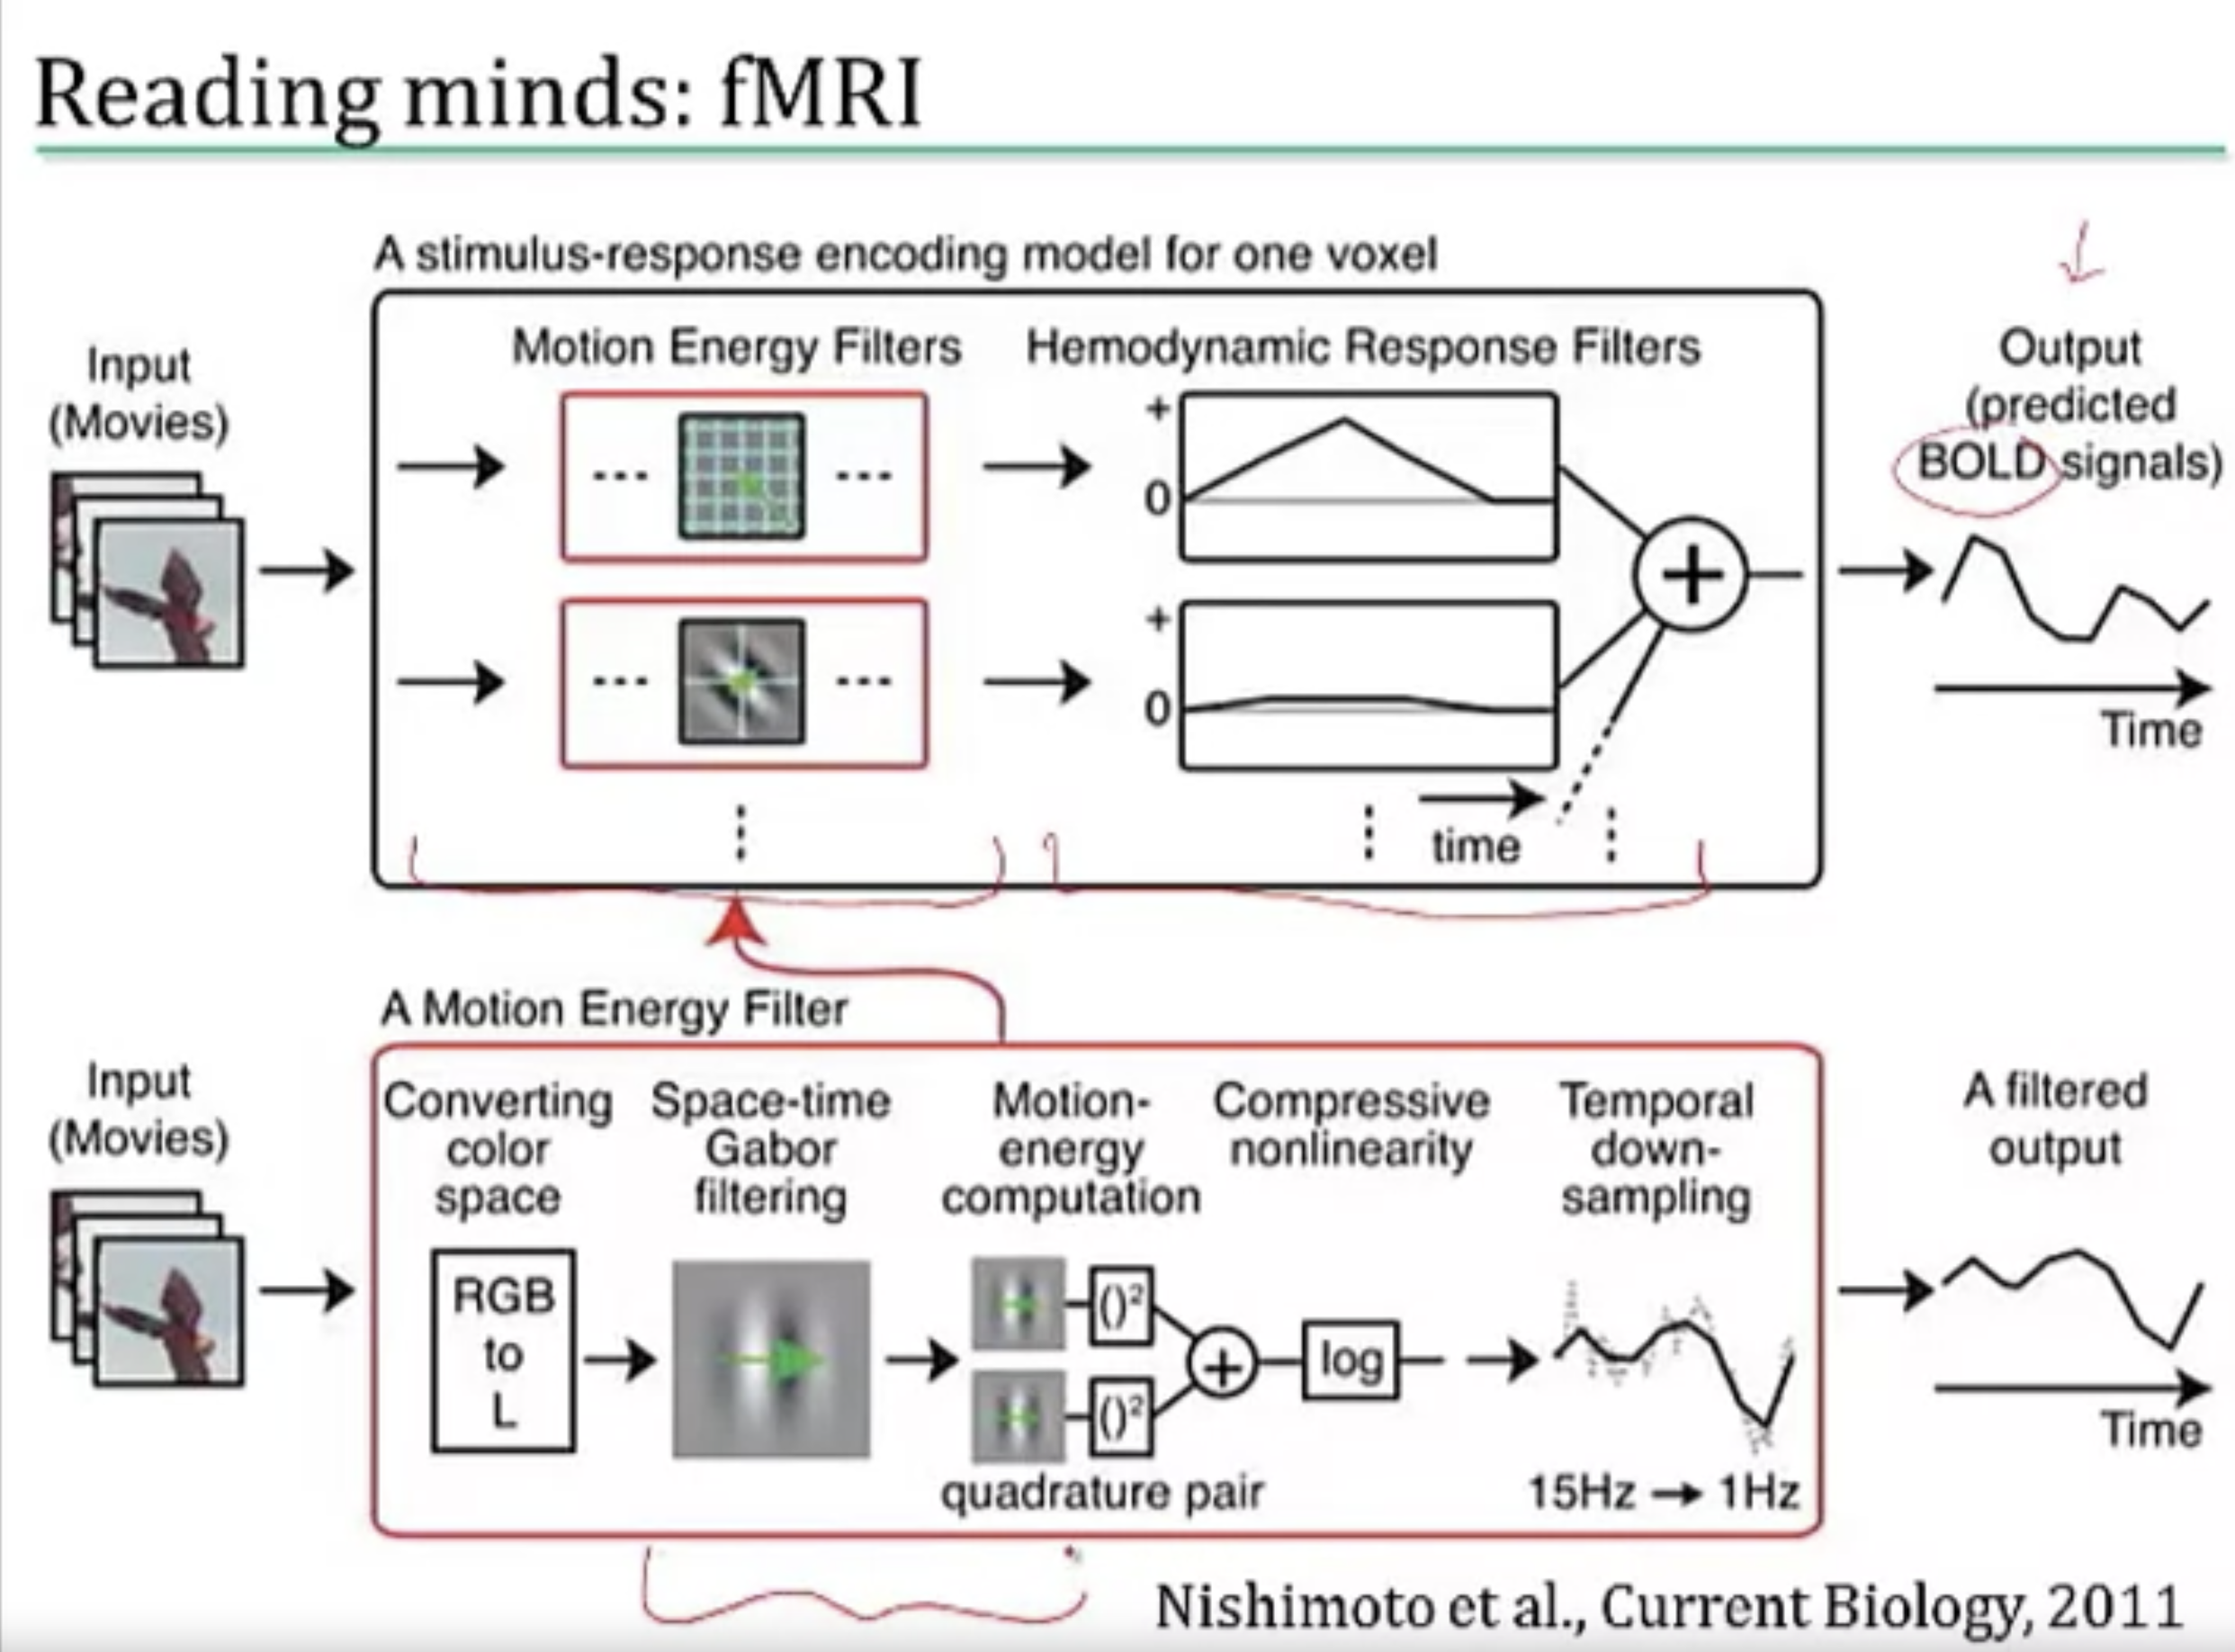 Reading minds: fMRI
A stimulus-response encoding model for one voxel
Input
(Movies)
Motion Energy Filters
Hemodynamic Response Filters
+
0
+
0
time
+
Output
(predicted
BOLD signals)
Time
A Motion Energy Filter
Input
(Movies)
Converting
color
space
RGB
to
L
Space-time
Gabor
filtering
Motion-
energy
computation
()²
()²
+
quadrature pair
Compressive
nonlinearity
log
Temporal
down-
sampling
15Hz → 1Hz
A filtered
output
Time
Nishimoto et al., Current Biology, 2011